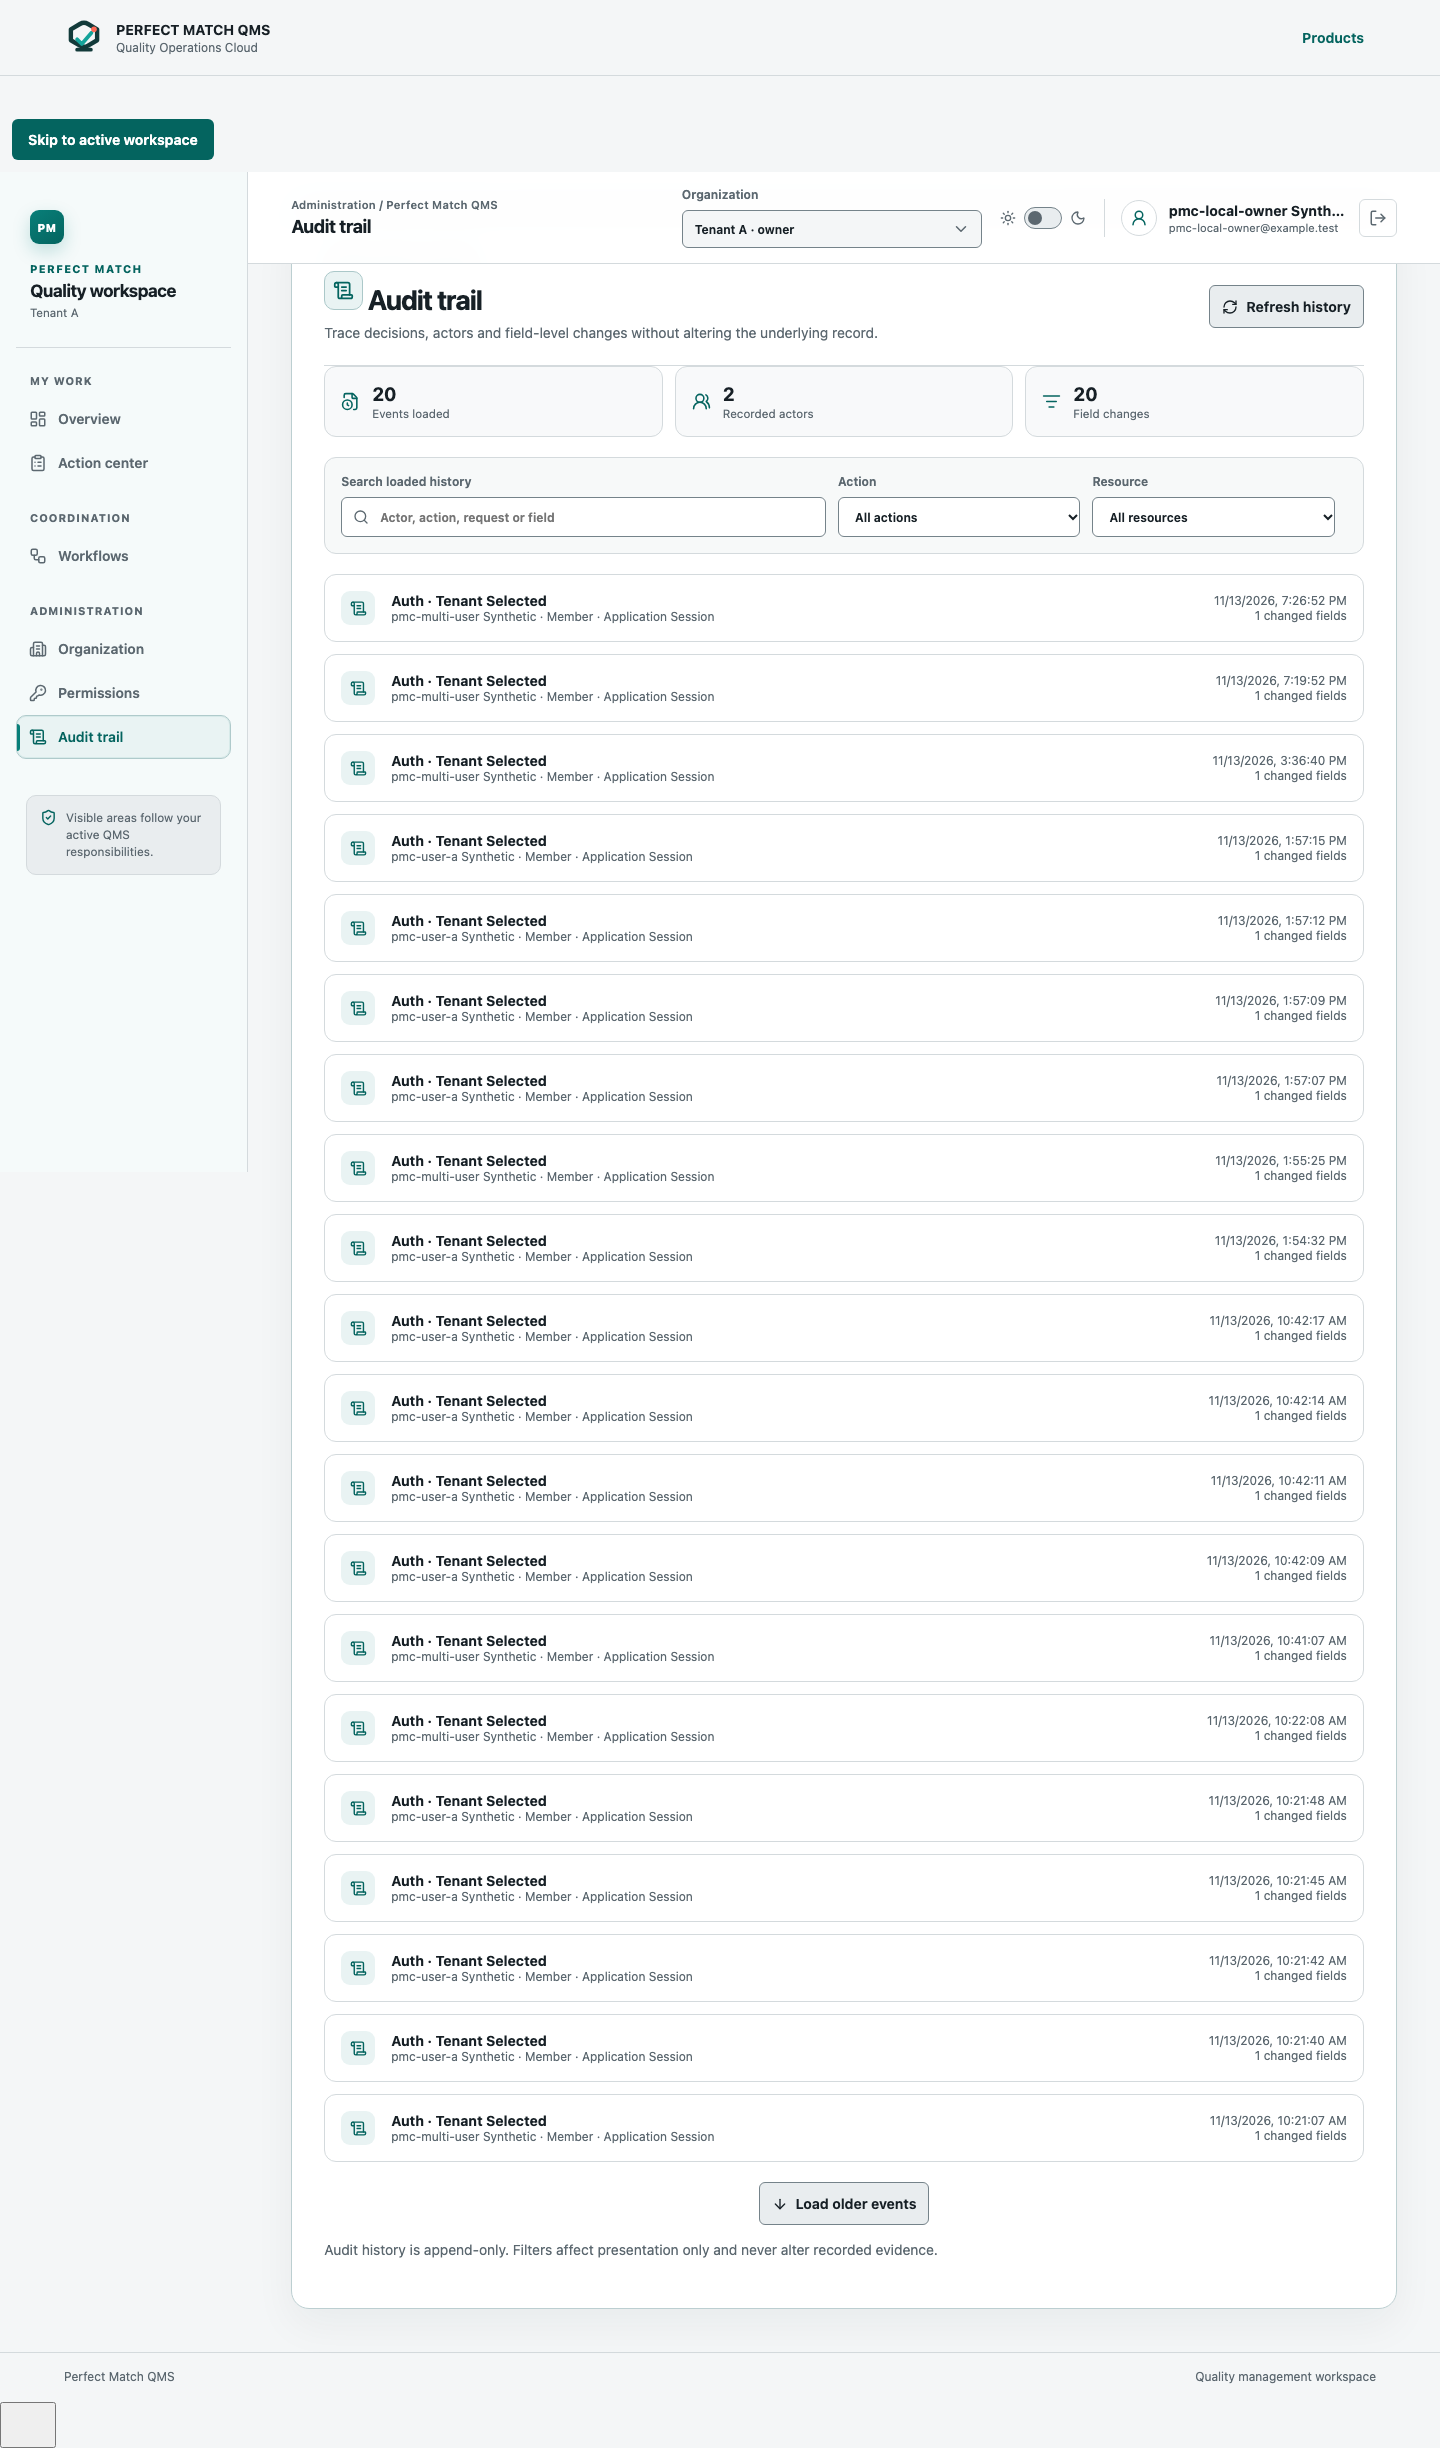 PERFECT MATCH QMS
Quality Operations Cloud
Products
Skip to active workspace
PM
PERFECT MATCH
Quality workspace
Tenant A
MY WORK
Overview
Action center
COORDINATION
Workflows
ADMINISTRATION
Organization
Permissions
Audit trail
Visible areas follow your
active QMS
responsibilities.
Administration / Perfect Match QMS
Audit trail
Organization
Tenant A · owner
pmc-local-owner Synth...
pmc-local-owner@example.test
Audit trail
Trace decisions, actors and field-level changes without altering the underlying record.
Refresh history
20
Events loaded
2
Recorded actors
20
Field changes
Search loaded history
Actor, action, request or field
Action
All actions
Resource
All resources
Auth · Tenant Selected
pmc-multi-user Synthetic · Member · Application Session
11/13/2026, 7:26:52 PM
1 changed fields
Auth · Tenant Selected
pmc-multi-user Synthetic · Member · Application Session
11/13/2026, 7:19:52 PM
1 changed fields
Auth · Tenant Selected
pmc-multi-user Synthetic · Member · Application Session
11/13/2026, 3:36:40 PM
1 changed fields
Auth · Tenant Selected
pmc-user-a Synthetic · Member · Application Session
11/13/2026, 1:57:15 PM
1 changed fields
Auth · Tenant Selected
pmc-user-a Synthetic · Member · Application Session
11/13/2026, 1:57:12 PM
1 changed fields
Auth · Tenant Selected
pmc-user-a Synthetic · Member · Application Session
11/13/2026, 1:57:09 PM
1 changed fields
Auth · Tenant Selected
pmc-user-a Synthetic · Member · Application Session
11/13/2026, 1:57:07 PM
1 changed fields
Auth · Tenant Selected
pmc-multi-user Synthetic · Member · Application Session
11/13/2026, 1:55:25 PM
1 changed fields
Auth · Tenant Selected
pmc-user-a Synthetic · Member · Application Session
11/13/2026, 1:54:32 PM
1 changed fields
Auth · Tenant Selected
pmc-user-a Synthetic · Member · Application Session
11/13/2026, 10:42:17 AM
1 changed fields
Auth · Tenant Selected
pmc-user-a Synthetic · Member · Application Session
11/13/2026, 10:42:14 AM
1 changed fields
Auth · Tenant Selected
pmc-user-a Synthetic · Member · Application Session
11/13/2026, 10:42:11 AM
1 changed fields
Auth · Tenant Selected
pmc-user-a Synthetic · Member · Application Session
11/13/2026, 10:42:09 AM
1 changed fields
Auth · Tenant Selected
pmc-multi-user Synthetic · Member · Application Session
11/13/2026, 10:41:07 AM
1 changed fields
Auth · Tenant Selected
pmc-multi-user Synthetic · Member · Application Session
11/13/2026, 10:22:08 AM
1 changed fields
Auth · Tenant Selected
pmc-user-a Synthetic · Member · Application Session
11/13/2026, 10:21:48 AM
1 changed fields
Auth · Tenant Selected
pmc-user-a Synthetic · Member · Application Session
11/13/2026, 10:21:45 AM
1 changed fields
Auth · Tenant Selected
pmc-user-a Synthetic · Member · Application Session
11/13/2026, 10:21:42 AM
1 changed fields
Auth · Tenant Selected
pmc-user-a Synthetic · Member · Application Session
11/13/2026, 10:21:40 AM
1 changed fields
Auth · Tenant Selected
pmc-multi-user Synthetic · Member · Application Session
11/13/2026, 10:21:07 AM
1 changed fields
Load older events
Audit history is append-only. Filters affect presentation only and never alter recorded evidence.
Perfect Match QMS
Quality management workspace